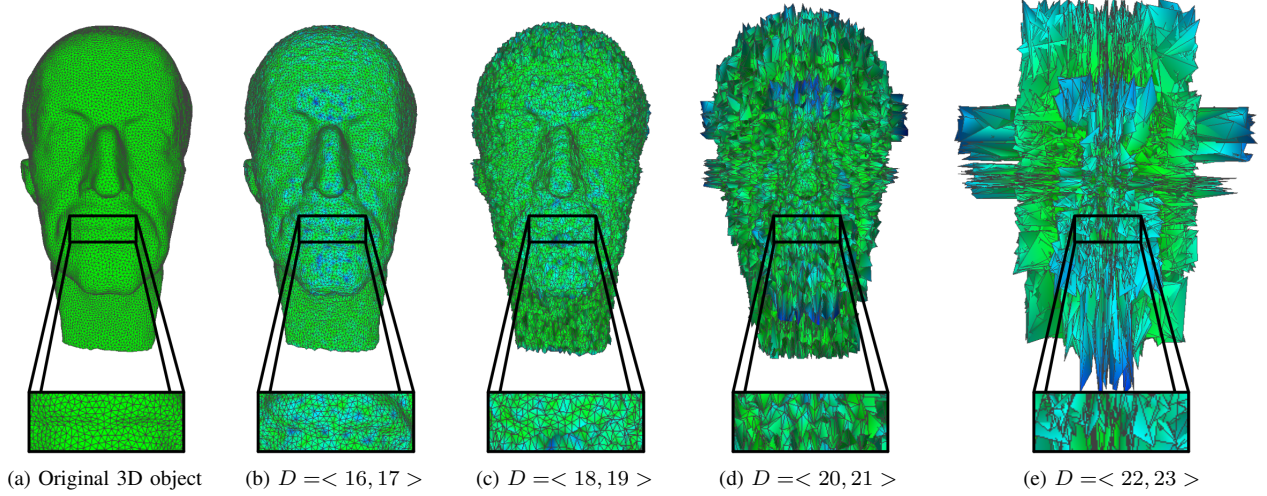 (a) Original 3D object
(b) D =< 16, 17 >
(c) D =< 18, 19 >
(d) D =< 20, 21 >
(e) D =< 22, 23 >